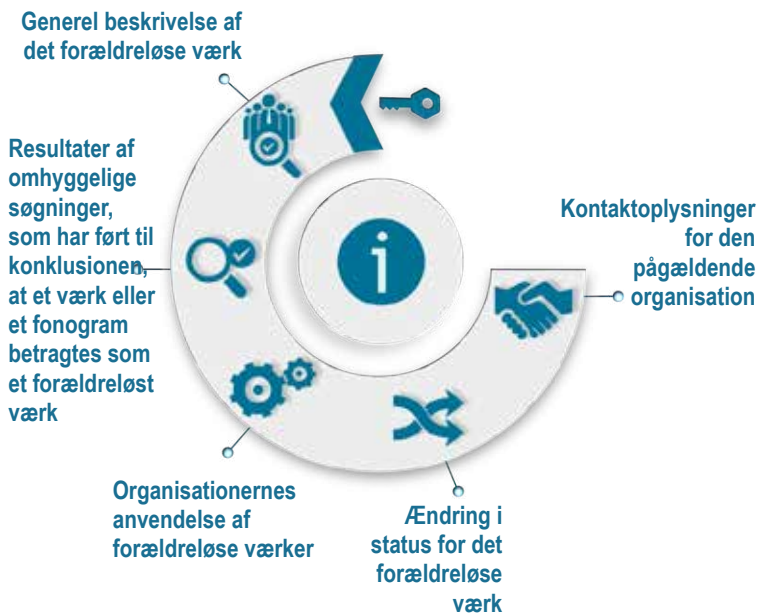 Generel beskrivelse af
det forældreløse værk
Resultater af
omhyggelige
søgninger,
som har ført til
konklusionen,
at et værk eller
et fonogram
betragtes som
et forældreløst
værk
Organisationernes
anvendelse af
forældreløse værker
Ændring i
status for det
forældreløse
værk
Kontaktoplysninger
for den
pågældende
organisation